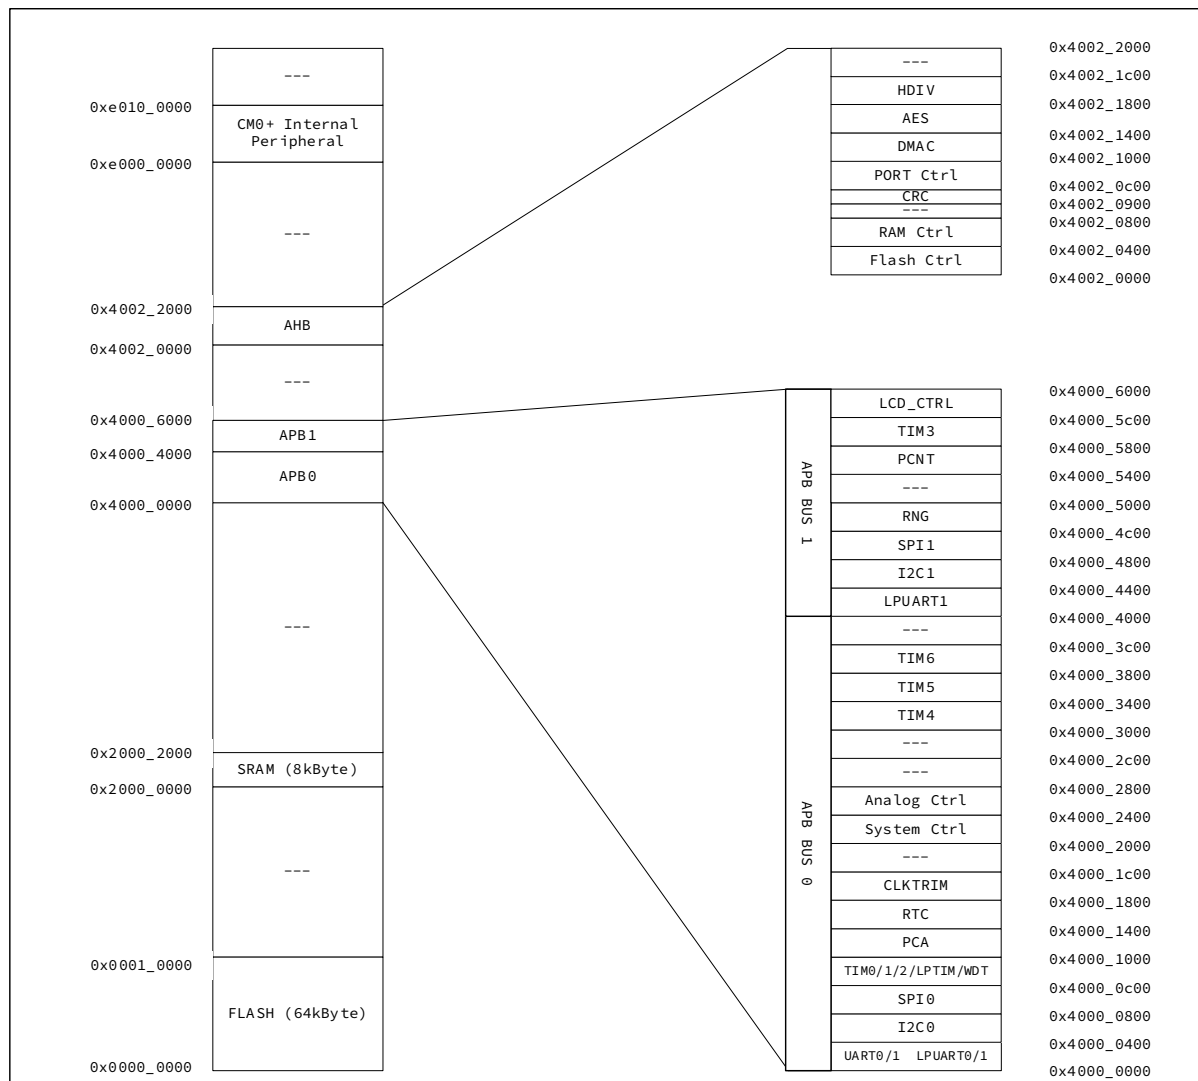 ---
0xe010_0000
CM0+ Internal
Peripheral
0xe000_0000
---
0x4002_2000
AHB
0x4002_0000
---
0x4000_6000
APB1
0x4000_4000
APB0
0x4000_0000
---
0x2000_2000
SRAM (8kByte)
0x2000_0000
---
0x0001_0000
FLASH (64kByte)
0x0000_0000
0x4002_2000
---
0x4002_1c00
HDIV
0x4002_1800
AES
0x4002_1400
DMAC
0x4002_1000
PORT Ctrl
0x4002_0c00
CRC
0x4002_0900
---
0x4002_0800
RAM Ctrl
0x4002_0400
Flash Ctrl
0x4002_0000
APB BUS 1
0x4000_6000
LCD_CTRL
0x4000_5c00
TIM3
0x4000_5800
PCNT
0x4000_5400
---
0x4000_5000
RNG
0x4000_4c00
SPI1
0x4000_4800
I2C1
0x4000_4400
LPUART1
0x4000_4000
APB BUS 0
---
0x4000_3c00
TIM6
0x4000_3800
TIM5
0x4000_3400
TIM4
0x4000_3000
---
0x4000_2c00
---
0x4000_2800
Analog Ctrl
0x4000_2400
System Ctrl
0x4000_2000
---
0x4000_1c00
CLKTRIM
0x4000_1800
RTC
0x4000_1400
PCA
0x4000_1000
TIM0/1/2/LPTIM/WDT
0x4000_0c00
SPI0
0x4000_0800
I2C0
0x4000_0400
UART0/1 LPUART0/1
0x4000_0000